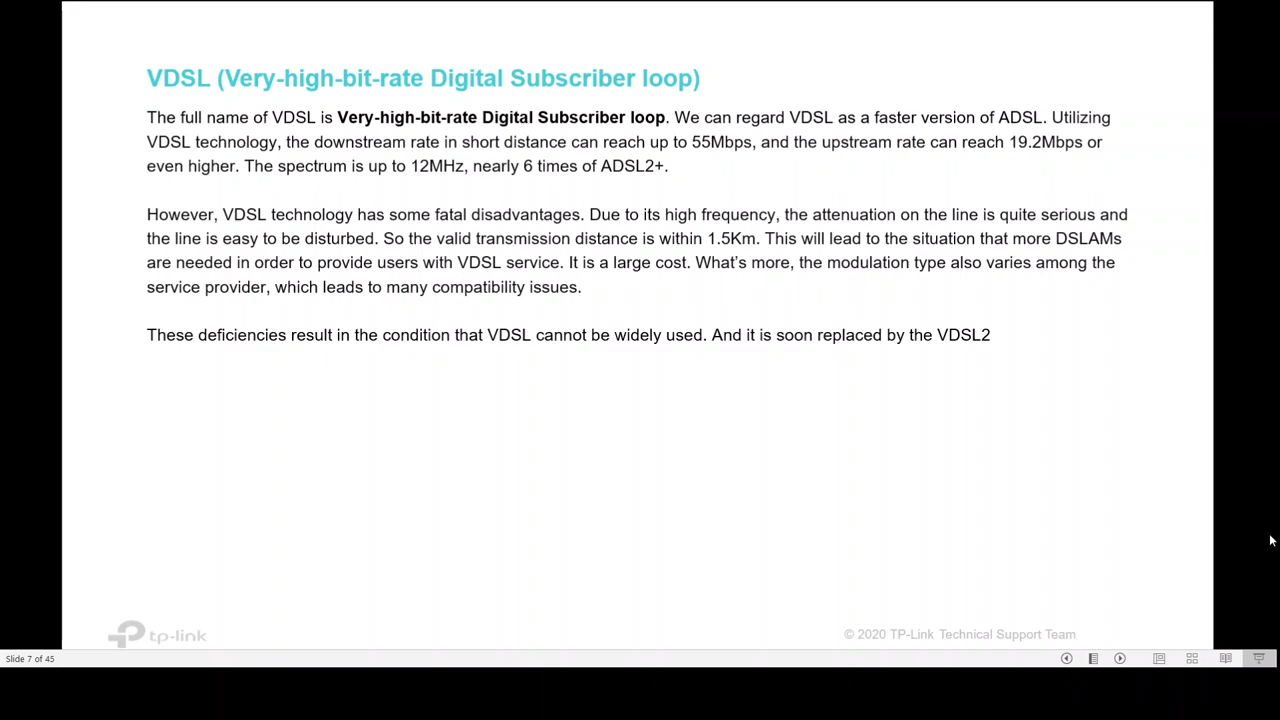 VDSL (Very-high-bit-rate Digital Subscriber loop)
The full name of VDSL is Very-high-bit-rate Digital Subscriber loop. We can regard VDSL as a faster version of ADSL. Utilizing
VDSL technology, the downstream rate in short distance can reach up to 55Mbps, and the upstream rate can reach 19.2Mbps or
even higher. The spectrum is up to 12MHz, nearly 6 times of ADSL2+.
However, VDSL technology has some fatal disadvantages. Due to its high frequency, the attenuation on the line is quite serious and
the line is easy to be disturbed. So the valid transmission distance is within 1.5Km. This will lead to the situation that more DSLAMs
are needed in order to provide users with VDSL service. It is a large cost. What's more, the modulation type also varies among the
service provider, which leads to many compatibility issues.
These deficiencies result in the condition that VDSL cannot be widely used. And it is soon replaced by the VDSL2
tp-link
© 2020 TP-Link Technical Support Team
Slide 7 of 45